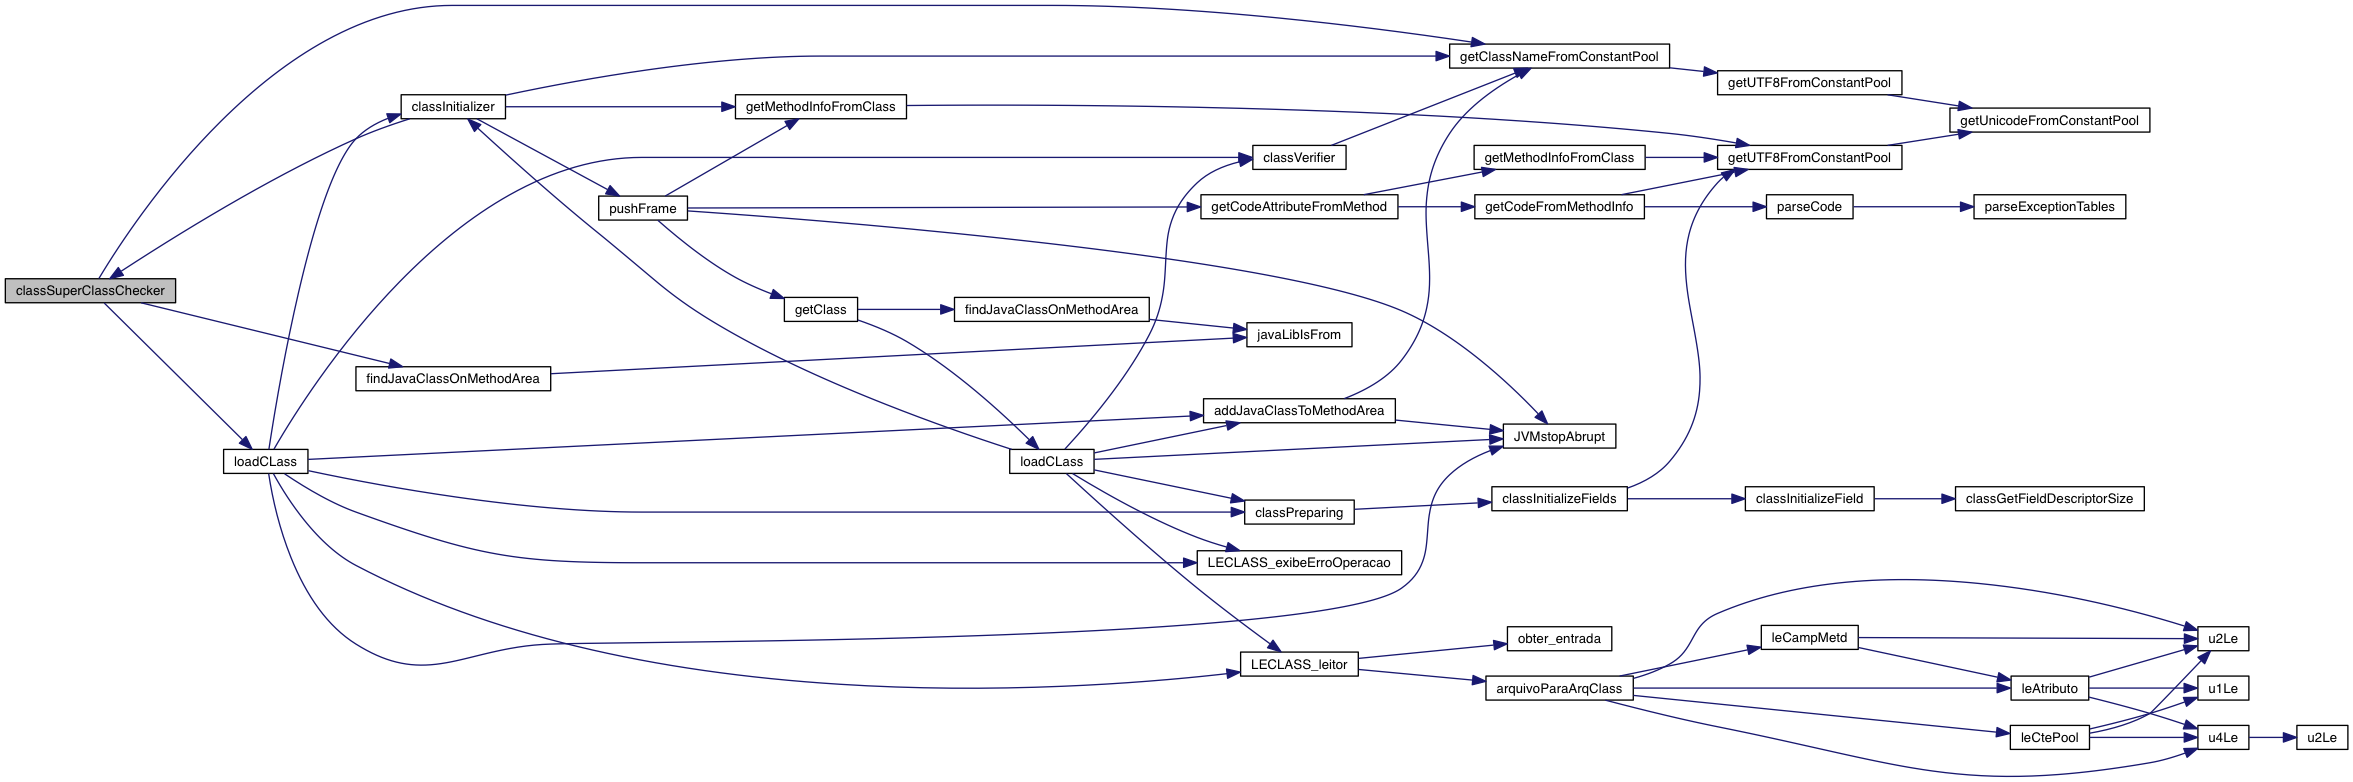 classSuperClassChecker
classInitializer
loadCLass
findJavaClassOnMethodArea
pushFrame
getMethodInfoFromClass
getClass
findJavaClassOnMethodArea
loadCLass
classVerifier
getCodeAttributeFromMethod
javaLibIsFrom
addJavaClassToMethodArea
classPreparing
LECLASS_exibeErroOperacao
LECLASS_leitor
getClassNameFromConstantPool
getMethodInfoFromClass
getCodeFromMethodInfo
JVMstopAbrupt
classInitializeFields
obter_entrada
arquivoParaArqClass
getUTF8FromConstantPool
getUTF8FromConstantPool
parseCode
classInitializeField
leCampMetd
getUnicodeFromConstantPool
parseExceptionTables
classGetFieldDescriptorSize
leAtributo
leCtePool
u2Le
u1Le
u4Le
u2Le